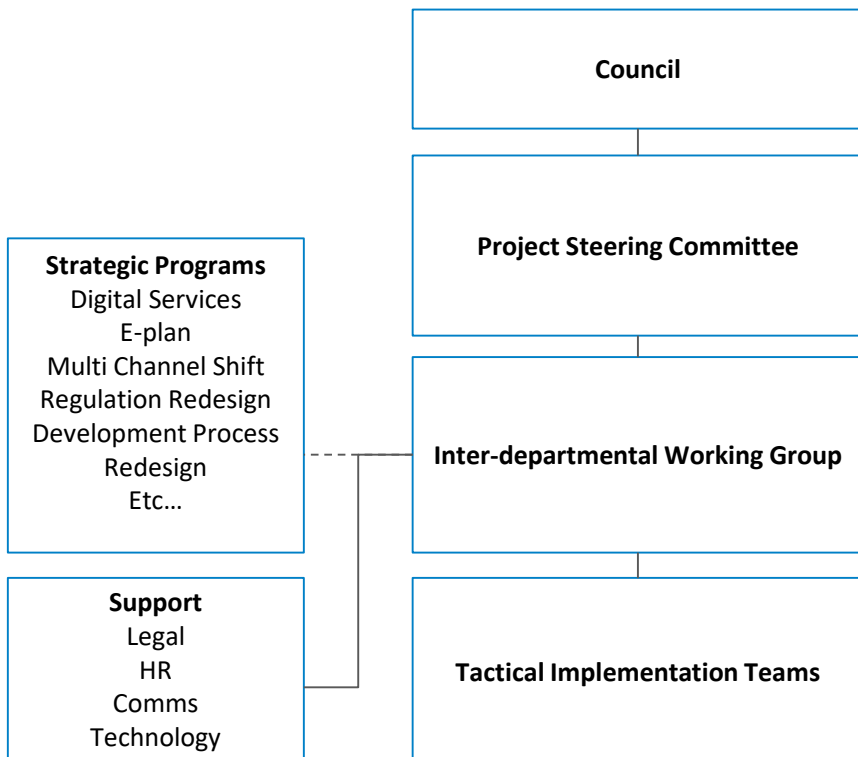 Council
Project Steering Committee
Strategic Programs
Digital Services
E-plan
Multi Channel Shift
Regulation Redesign
Development Process
Redesign
Etc…
Inter-departmental Working Group
Support
Legal
HR
Comms
Technology
Tactical Implementation Teams